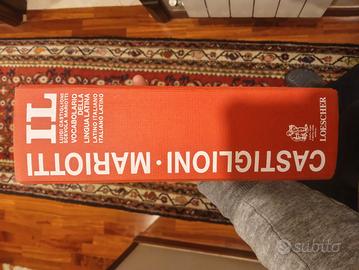 IL
LUIGI CASTIGLIONI
SCEVOLA MARIOTTI
VOCABOLARIO
DELLA
LINGUA LATINA
LATINO ITALIANO
ITALIANO LATINO
CASTIGLIONI · MARIOTTI
LOESCHER
subito